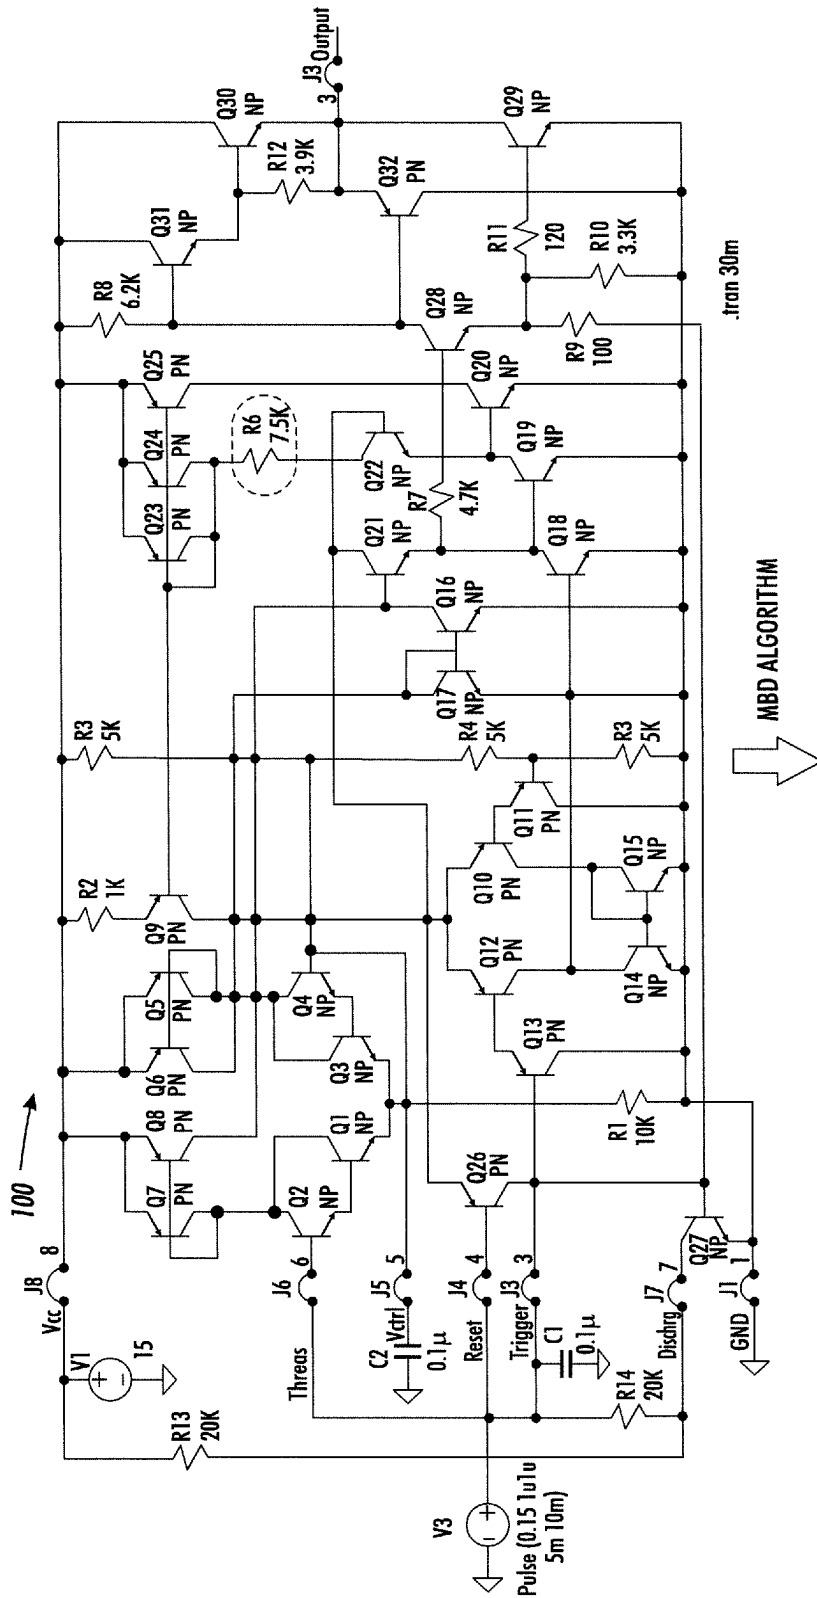 100
J8
8
Vcc
V1
15
R13
20K
Q7
PN
Q8
PN
Q6
PN
Q5
PN
Q9
PN
R2
1K
R3
5K
Q23
PN
Q24
PN
Q25
PN
R8
6.2K
Q31
NP
Q30
NP
R12
3.9K
J3
3
Output
R6
7.5K
Q32
PN
Q29
NP
R11
120
R10
3.3K
Q28
NP
R9
100
Q22
NP
Q20
NP
Q19
NP
R7
4.7K
Q21
NP
Q18
NP
Q16
NP
Q17
NP
R4
5K
R3
5K
Q11
PN
Q10
PN
Q15
NP
Q14
NP
Q12
PN
Q13
PN
Q4
NP
Q3
NP
Q1
NP
Q2
NP
J6
6
Threas
J5
5
Vctrl
C2
0.1µ
R1
10K
Q26
PN
J4
4
Reset
J3
3
Trigger
C1
0.1µ
J7
7
Dischrg
Q27
NP
J1
1
GND
R14
20K
V3
Pulse (0.15 1u1u
5m 10m)
.tran 30m
MBD ALGORITHM